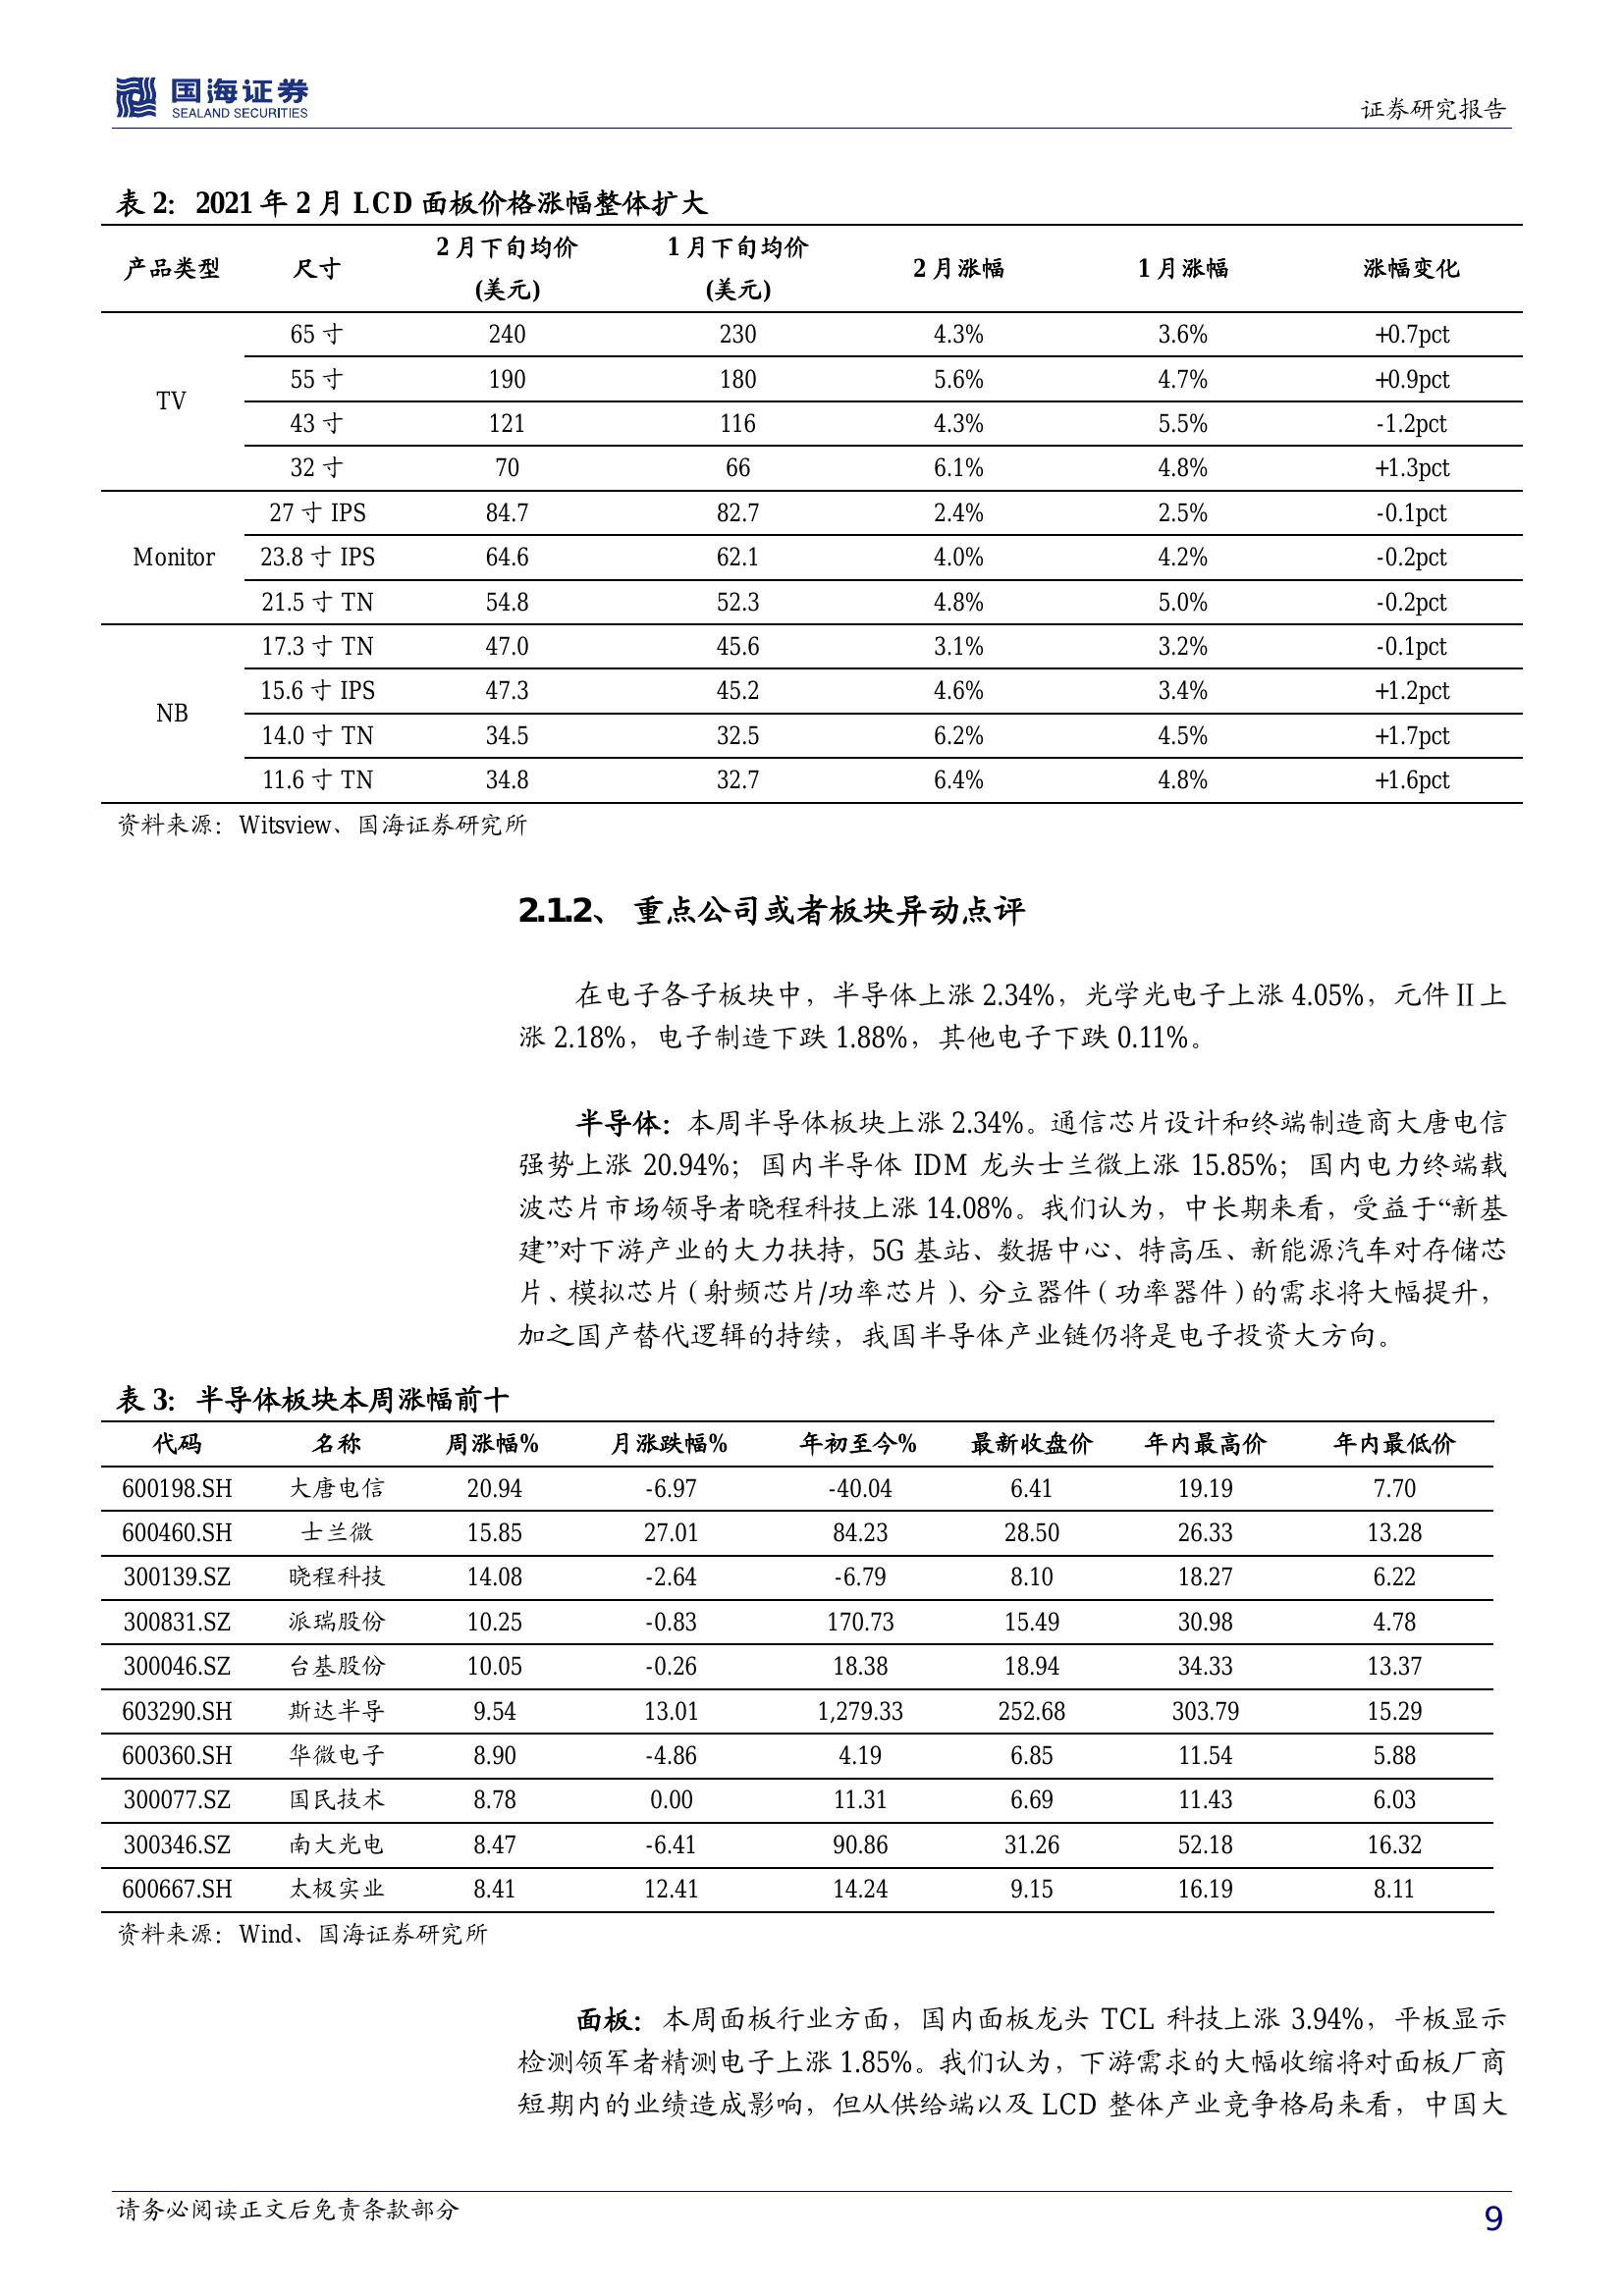 国海证券
SEALAND SECURITIES
证券研究报告
表 2：2021 年 2 月 LCD 面板价格涨幅整体扩大
产品类型 尺寸 2 月下旬均价(美元) 1 月下旬均价(美元) 2 月涨幅 1 月涨幅 涨幅变化
TV
65 寸 240 230 4.3% 3.6% +0.7pct
55 寸 190 180 5.6% 4.7% +0.9pct
43 寸 121 116 4.3% 5.5% -1.2pct
32 寸 70 66 6.1% 4.8% +1.3pct
Monitor
27 寸 IPS 84.7 82.7 2.4% 2.5% -0.1pct
23.8 寸 IPS 64.6 62.1 4.0% 4.2% -0.2pct
21.5 寸 TN 54.8 52.3 4.8% 5.0% -0.2pct
NB
17.3 寸 TN 47.0 45.6 3.1% 3.2% -0.1pct
15.6 寸 IPS 47.3 45.2 4.6% 3.4% +1.2pct
14.0 寸 TN 34.5 32.5 6.2% 4.5% +1.7pct
11.6 寸 TN 34.8 32.7 6.4% 4.8% +1.6pct
资料来源：Witsview、国海证券研究所
2.1.2、 重点公司或者板块异动点评
在电子各子板块中，半导体上涨 2.34%，光学光电子上涨 4.05%，元件 II 上
涨 2.18%，电子制造下跌 1.88%，其他电子下跌 0.11%。
半导体：本周半导体板块上涨 2.34%。通信芯片设计和终端制造商大唐电信
强势上涨 20.94%；国内半导体 IDM 龙头士兰微上涨 15.85%；国内电力终端载
波芯片市场领导者晓程科技上涨 14.08%。我们认为，中长期来看，受益于“新基
建”对下游产业的大力扶持，5G 基站、数据中心、特高压、新能源汽车对存储芯
片、模拟芯片（射频芯片/功率芯片）、分立器件（功率器件）的需求将大幅提升，
加之国产替代逻辑的持续，我国半导体产业链仍将是电子投资大方向。
表 3：半导体板块本周涨幅前十
代码 名称 周涨幅% 月涨跌幅% 年初至今% 最新收盘价 年内最高价 年内最低价
600198.SH 大唐电信 20.94 -6.97 -40.04 6.41 19.19 7.70
600460.SH 士兰微 15.85 27.01 84.23 28.50 26.33 13.28
300139.SZ 晓程科技 14.08 -2.64 -6.79 8.10 18.27 6.22
300831.SZ 派瑞股份 10.25 -0.83 170.73 15.49 30.98 4.78
300046.SZ 台基股份 10.05 -0.26 18.38 18.94 34.33 13.37
603290.SH 斯达半导 9.54 13.01 1,279.33 252.68 303.79 15.29
600360.SH 华微电子 8.90 -4.86 4.19 6.85 11.54 5.88
300077.SZ 国民技术 8.78 0.00 11.31 6.69 11.43 6.03
300346.SZ 南大光电 8.47 -6.41 90.86 31.26 52.18 16.32
600667.SH 太极实业 8.41 12.41 14.24 9.15 16.19 8.11
资料来源：Wind、国海证券研究所
面板：本周面板行业方面，国内面板龙头 TCL 科技上涨 3.94%，平板显示
检测领军者精测电子上涨 1.85%。我们认为，下游需求的大幅收缩将对面板厂商
短期内的业绩造成影响，但从供给端以及 LCD 整体产业竞争格局来看，中国大
请务必阅读正文后免责条款部分
9